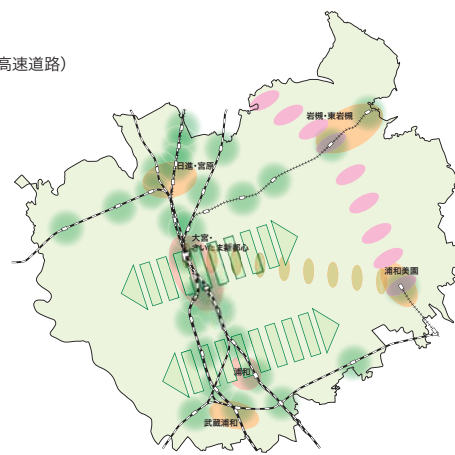 高速道路）
岩槻・東岩槻
日進・宮原
大宮・
さいたま新都心
浦和美園
浦和
武蔵浦和